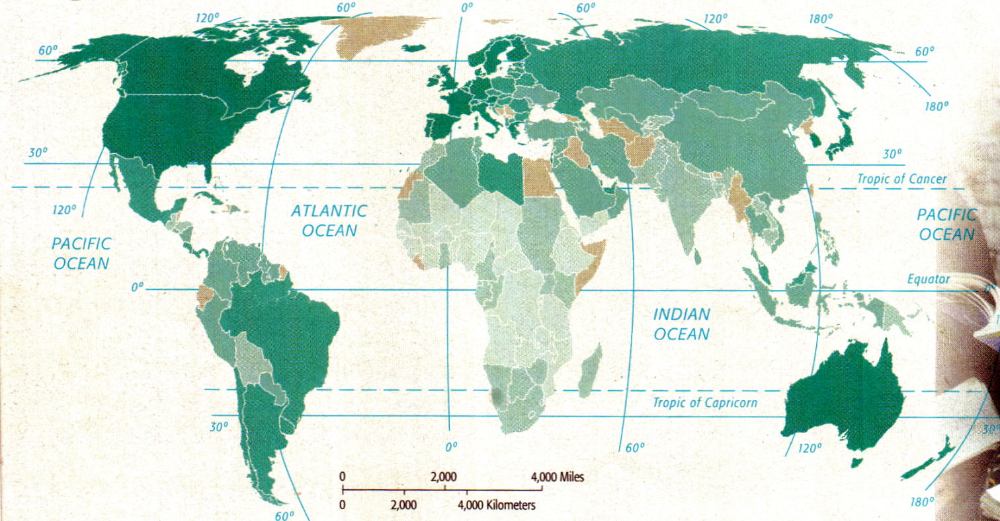 120°
60°
0°
60°
120°
180°
60°
60°
180°
30°
30°
Tropic of Cancer
120°
ATLANTIC
OCEAN
PACIFIC
OCEAN
PACIFIC
OCEAN
0°
Equator
0°
INDIAN
OCEAN
Tropic of Capricorn
30°
30°
0°
60°
120°
0 2,000 4,000 Miles
0 2,000 4,000 Kilometers
180°
60°